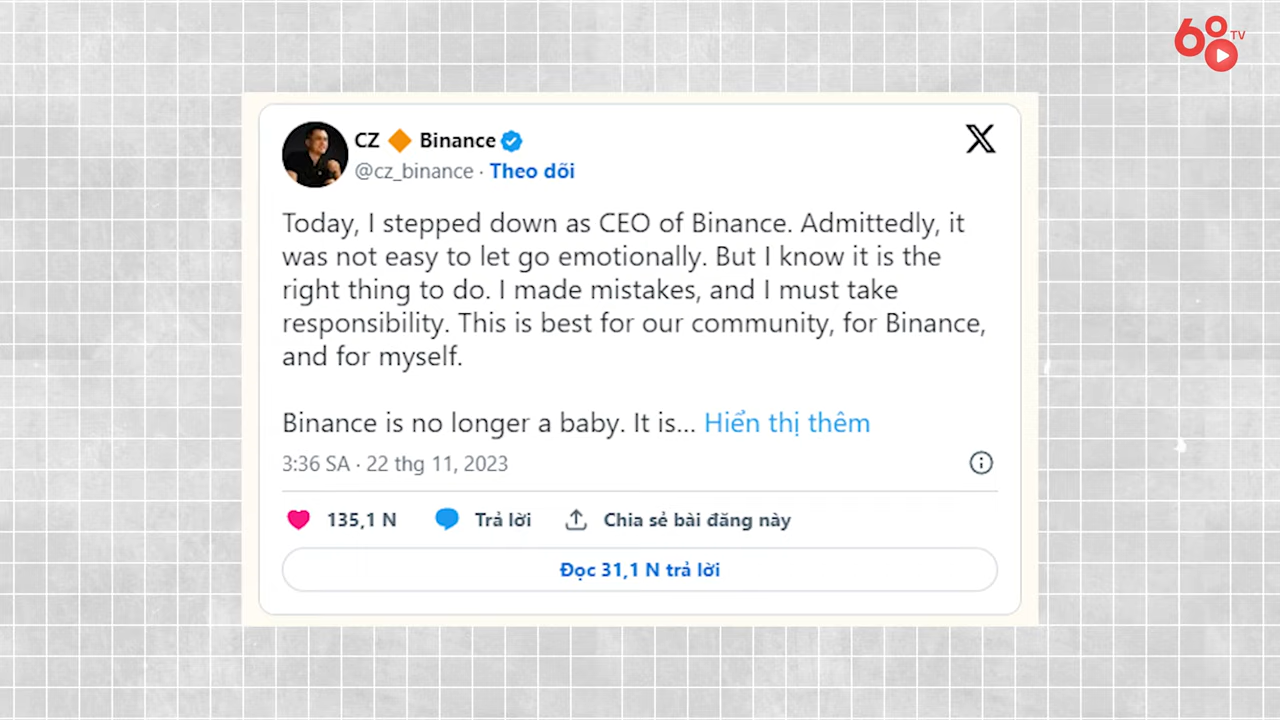 68 TV
CZ 🔶 Binance
@cz_binance · Theo dõi
Today, I stepped down as CEO of Binance. Admittedly, it
was not easy to let go emotionally. But I know it is the
right thing to do. I made mistakes, and I must take
responsibility. This is best for our community, for Binance,
and for myself.
Binance is no longer a baby. It is... Hiển thị thêm
3:36 SA · 22 thg 11, 2023
135,1 N Trả lời Chia sẻ bài đăng này
Đọc 31,1 N trả lời